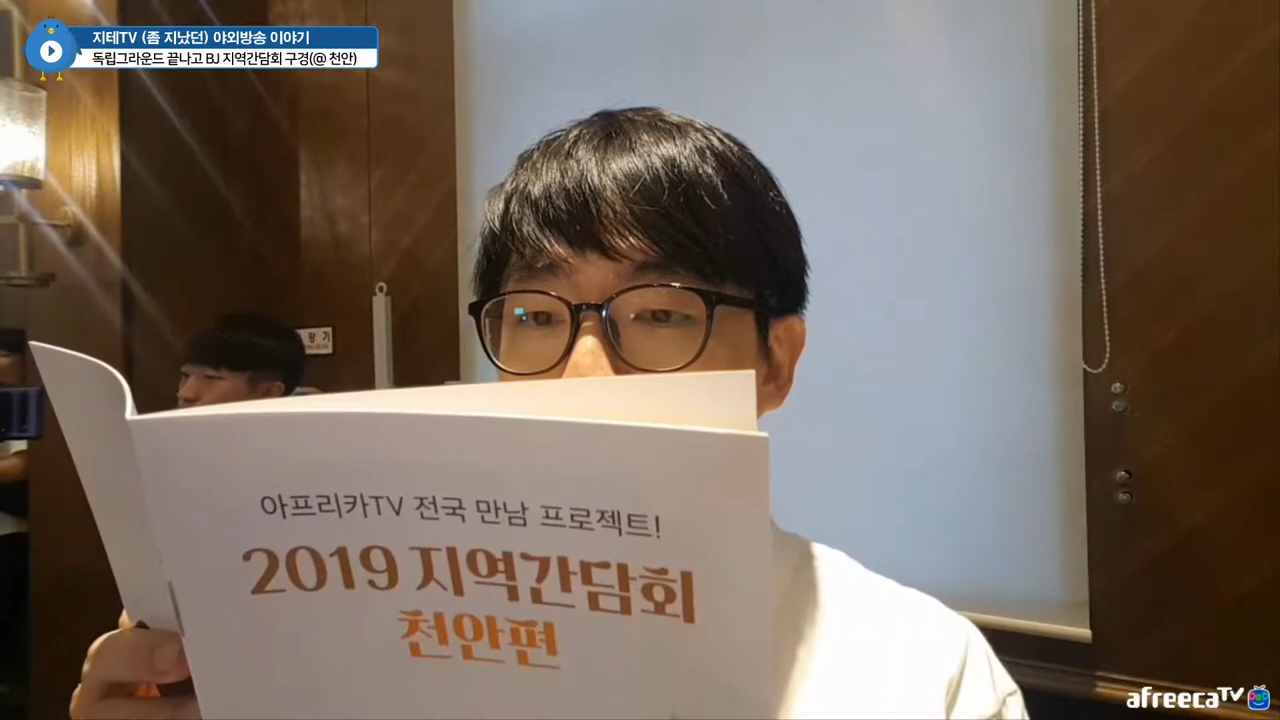 지테TV (좀 지났던) 야외방송 이야기
독립그라운드 끝나고 BJ 지역간담회 구경(@ 천안)
아프리카TV 전국 만남 프로젝트!
2019 지역간담회
천안편
afreecaTV